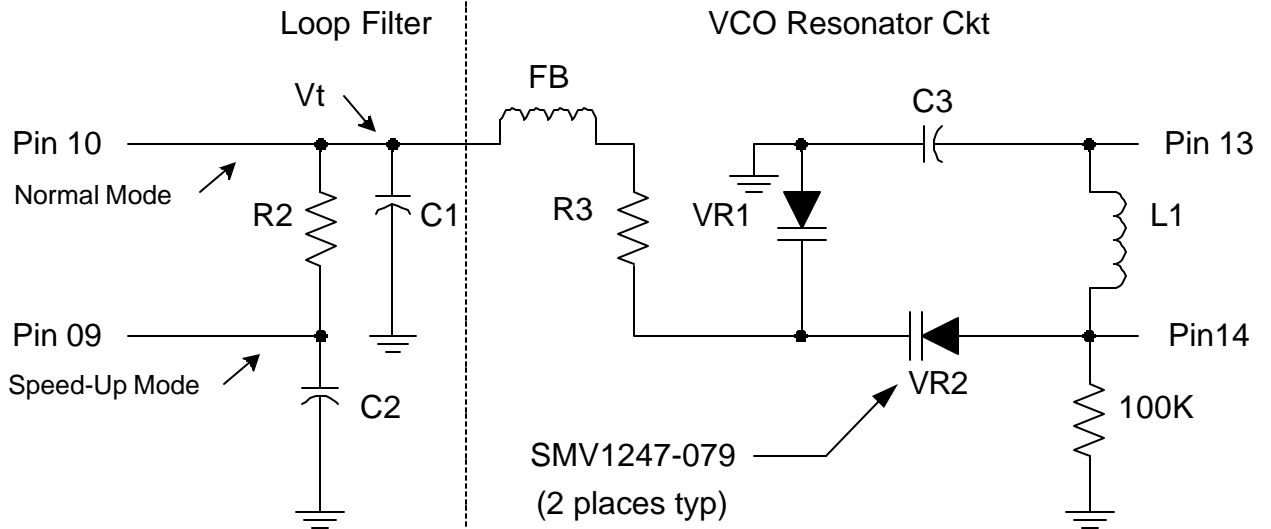 Loop Filter
VCO Resonator Ckt
FB
C3
Vt
Pin 10
Pin 13
Normal Mode
R2
C1
R3
VR1
L1
Pin 09
Pin14
Speed-Up Mode
C2
VR2
100K
SMV1247-079
(2 places typ)